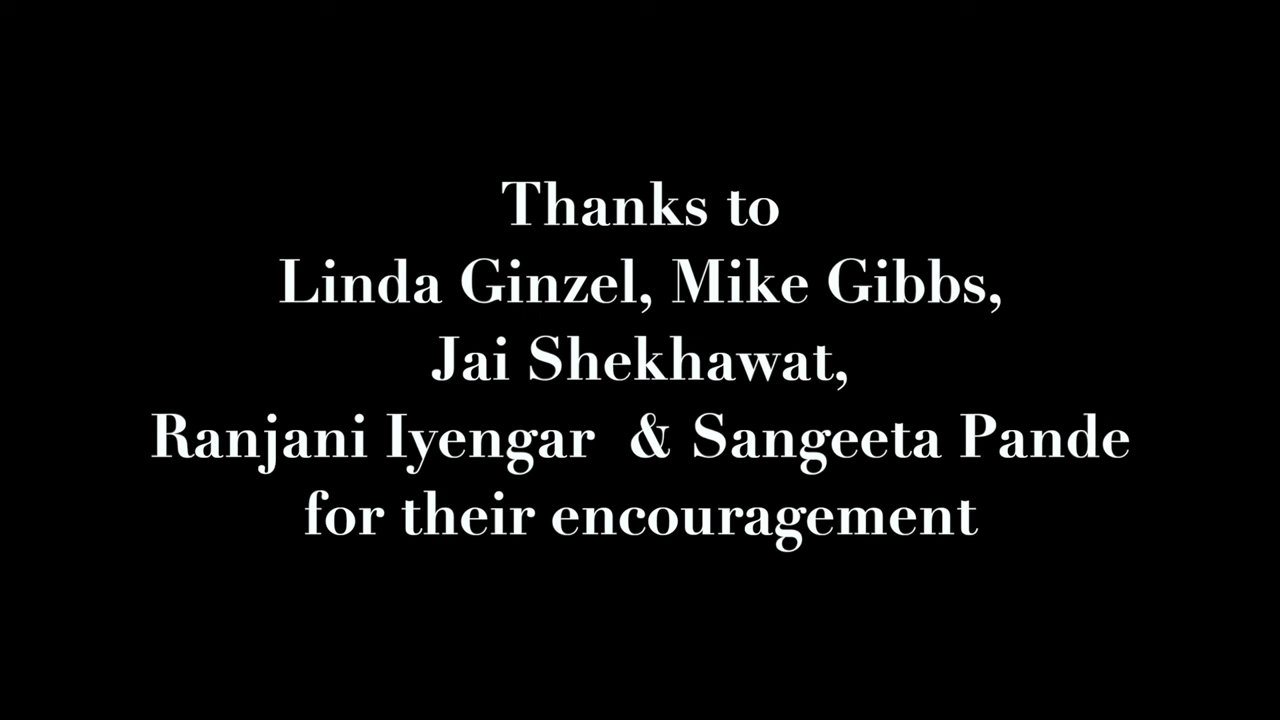 Thanks to
Linda Ginzel, Mike Gibbs,
Jai Shekhawat,
Ranjani Iyengar  & Sangeeta Pande
for their encouragement